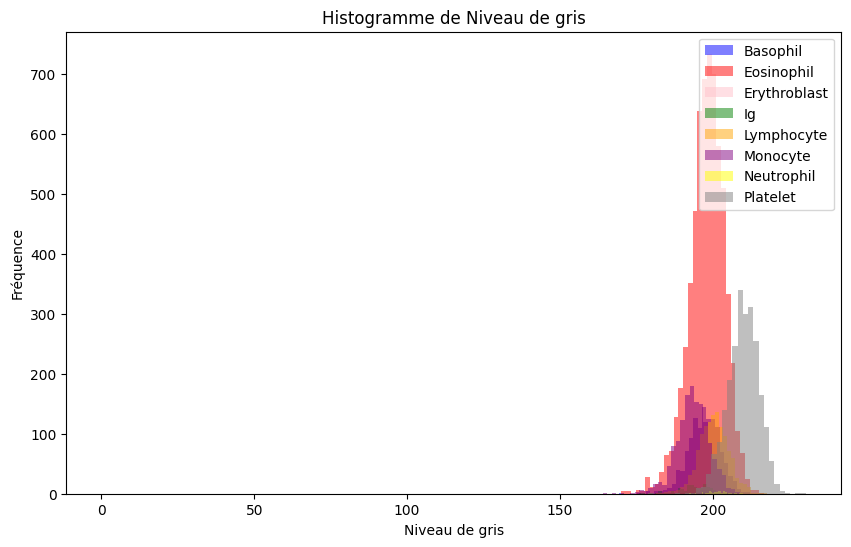 Histogramme de Niveau de gris
Fréquence
700
600
500
400
300
200
100
0
0 50 100 150 200
Niveau de gris
Basophil
Eosinophil
Erythroblast
Ig
Lymphocyte
Monocyte
Neutrophil
Platelet